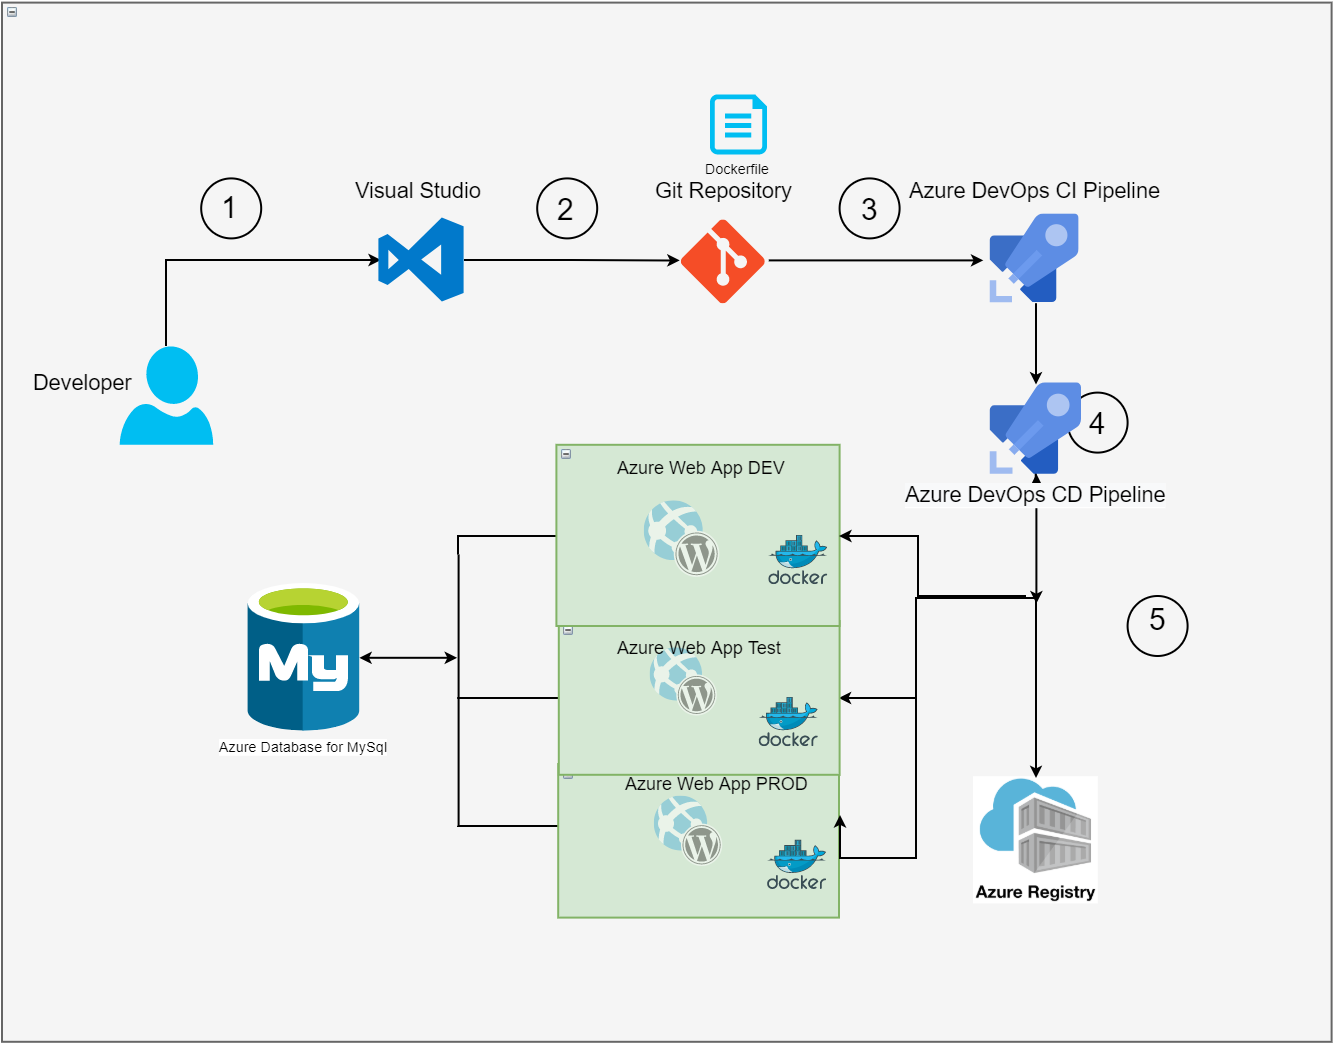 Dockerfile
1
Visual Studio
2
Git Repository
3
Azure DevOps CI Pipeline
Developer
4
Azure DevOps CD Pipeline
Azure Web App DEV
docker
5
Azure Web App Test
docker
My
Azure Database for MySql
Azure Web App PROD
docker
Azure Registry